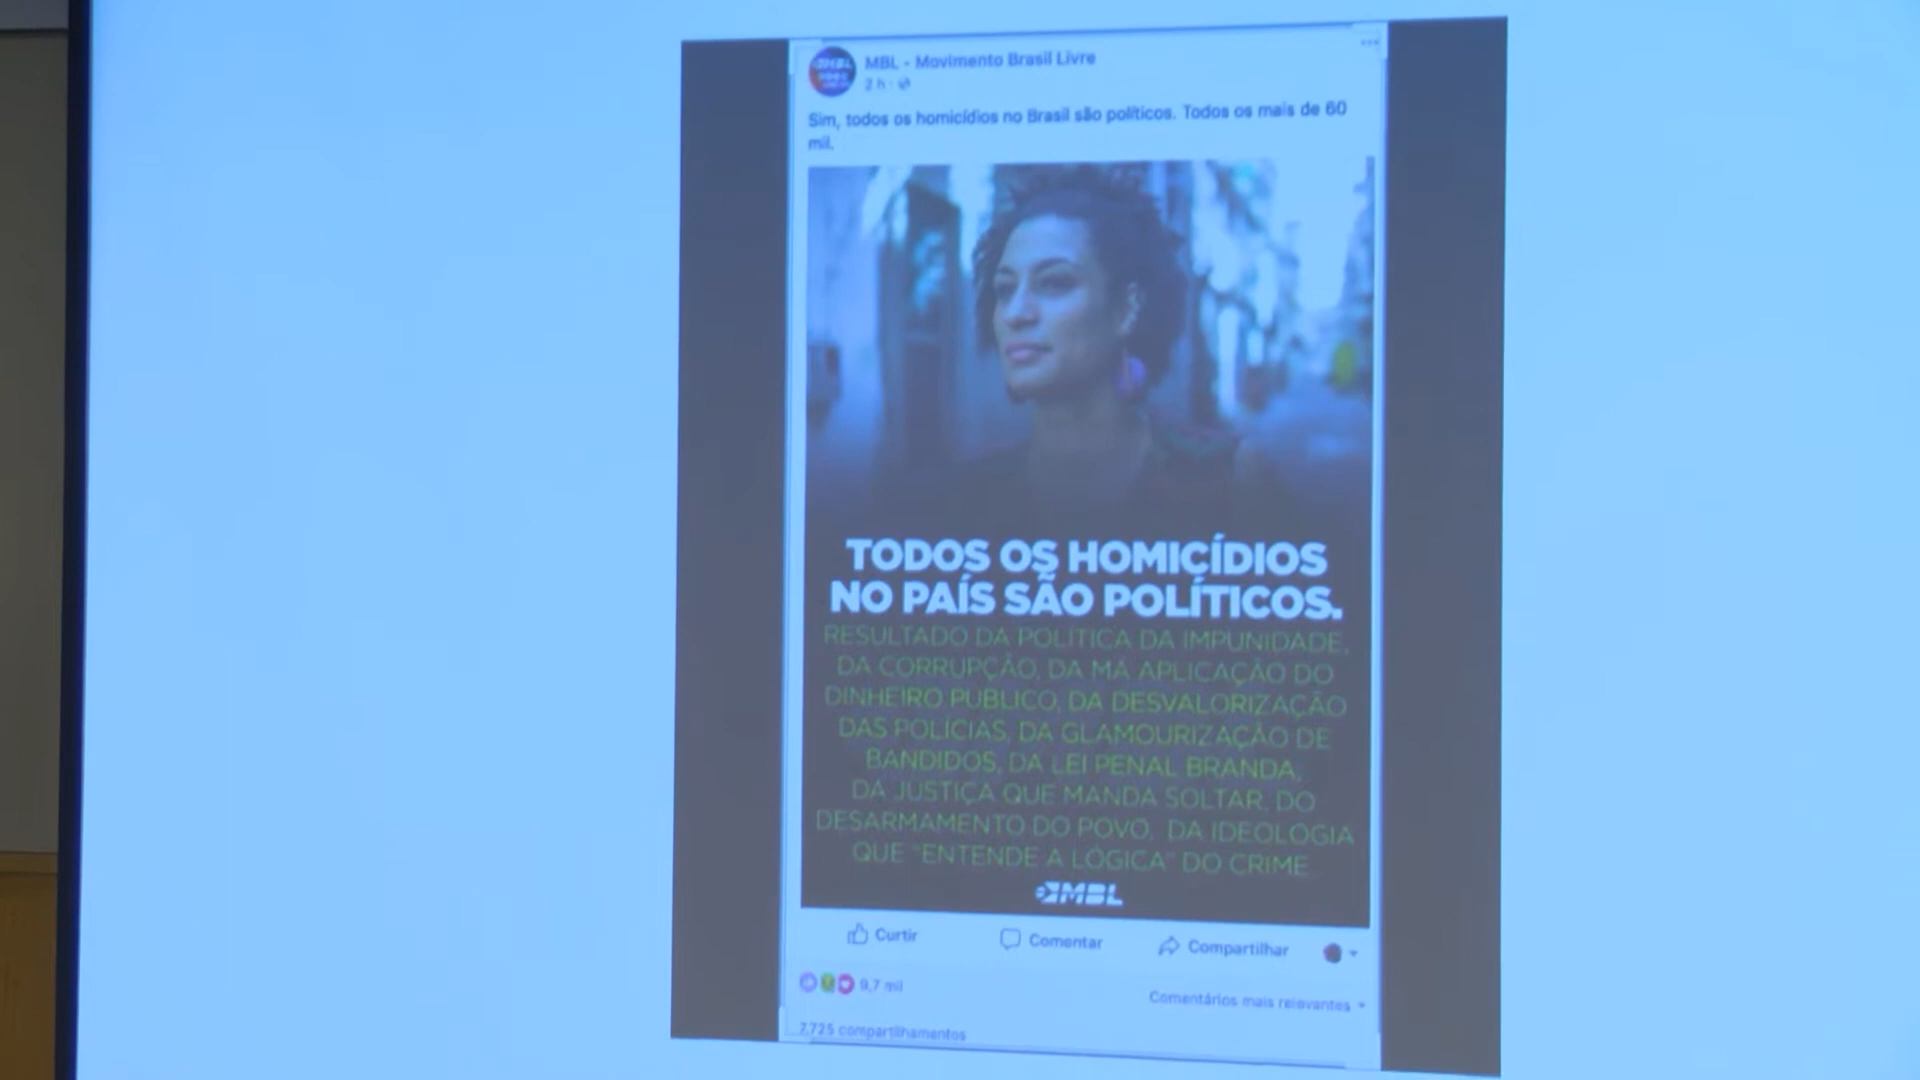 MBL - Movimento Brasil Livre
2 h ·
Sim, todos os homicídios no Brasil são políticos. Todos os mais de 60
mil.
TODOS OS HOMICÍDIOS
NO PAÍS SÃO POLÍTICOS.
RESULTADO DA POLÍTICA DA IMPUNIDADE,
DA CORRUPÇÃO, DA MÁ APLICAÇÃO DO
DINHEIRO PÚBLICO, DA DESVALORIZAÇÃO
DAS POLÍCIAS, DA GLAMOURIZAÇÃO DE
BANDIDOS, DA LEI PENAL BRANDA,
DA JUSTIÇA QUE MANDA SOLTAR, DO
DESARMAMENTO DO POVO, DA IDEOLOGIA
QUE "ENTENDE A LÓGICA" DO CRIME
MBL
Curtir Comentar Compartilhar
9,7 mil
Comentários mais relevantes
7.725 compartilhamentos